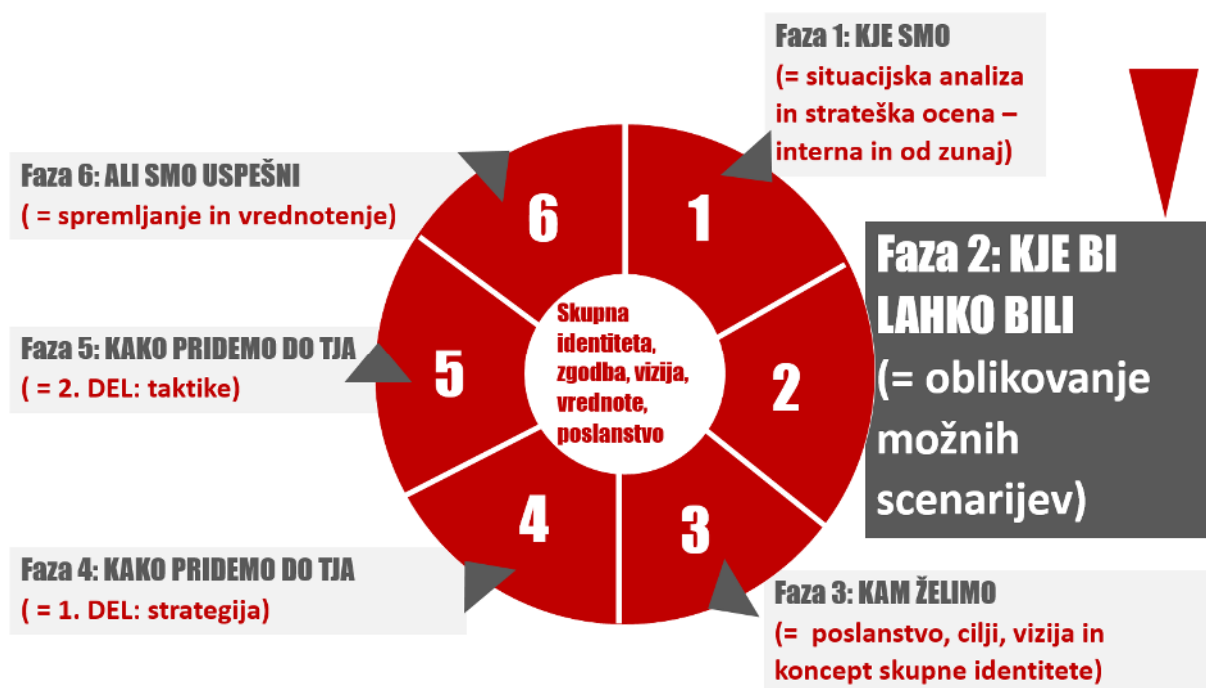 Faza 1: KJE SMO
(= situacijska analiza
in strateška ocena –
interna in od zunaj)
Faza 2: KJE BI
LAHKO BILI
(= oblikovanje
možnih
scenarijev)
Faza 3: KAM ŽELIMO
(= poslanstvo, cilji, vizija in
koncept skupne identitete)
Faza 4: KAKO PRIDEMO DO TJA
( = 1. DEL: strategija)
Faza 5: KAKO PRIDEMO DO TJA
( = 2. DEL: taktike)
Faza 6: ALI SMO USPEŠNI
( = spremljanje in vrednotenje)
1
2
3
4
5
6
Skupna
identiteta,
zgodba, vizija,
vrednote,
poslanstvo